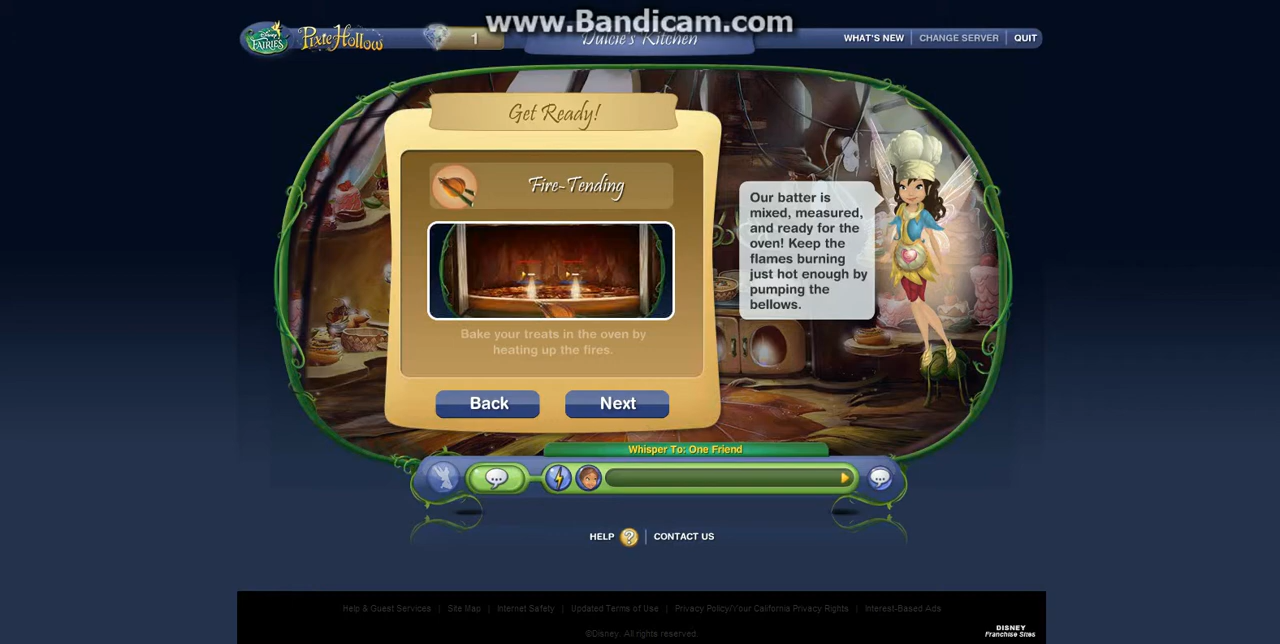 www.Bandicam.com
Disney
FAIRIES
Pixie Hollow
1
Dulcie's Kitchen
WHAT'S NEW
CHANGE SERVER
QUIT
Get Ready!
Fire-Tending
Bake your treats in the oven by
heating up the fires.
Back
Next
Our batter is
mixed, measured,
and ready for the
oven! Keep the
flames burning
just hot enough by
pumping the
bellows.
Whisper To: One Friend
HELP ?
CONTACT US
Help & Guest Services | Site Map | Internet Safety | Updated Terms of Use | Privacy Policy/Your California Privacy Rights | Interest-Based Ads
©Disney. All rights reserved.
DISNEY
Franchise Sites